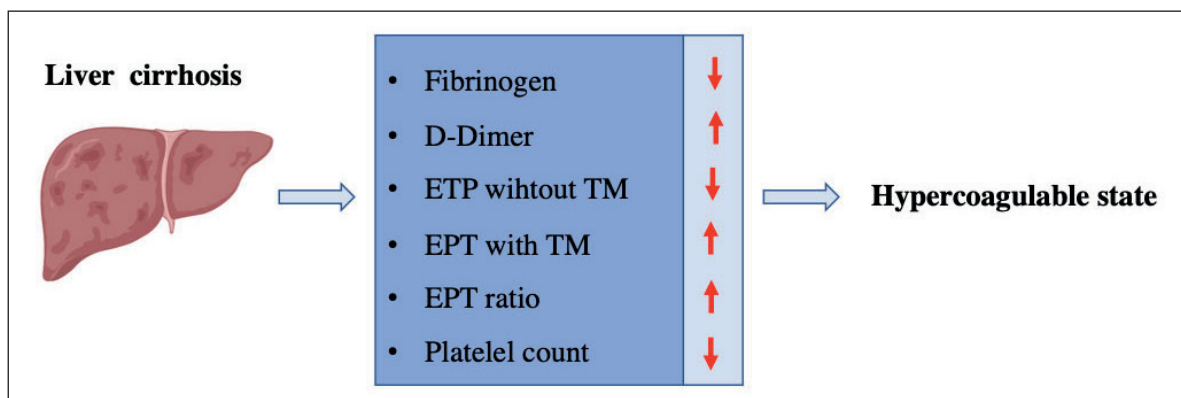 Liver cirrhosis
• Fibrinogen
• D-Dimer
• ETP wihtout TM
• EPT with TM
• EPT ratio
• Platelel count
Hypercoagulable state